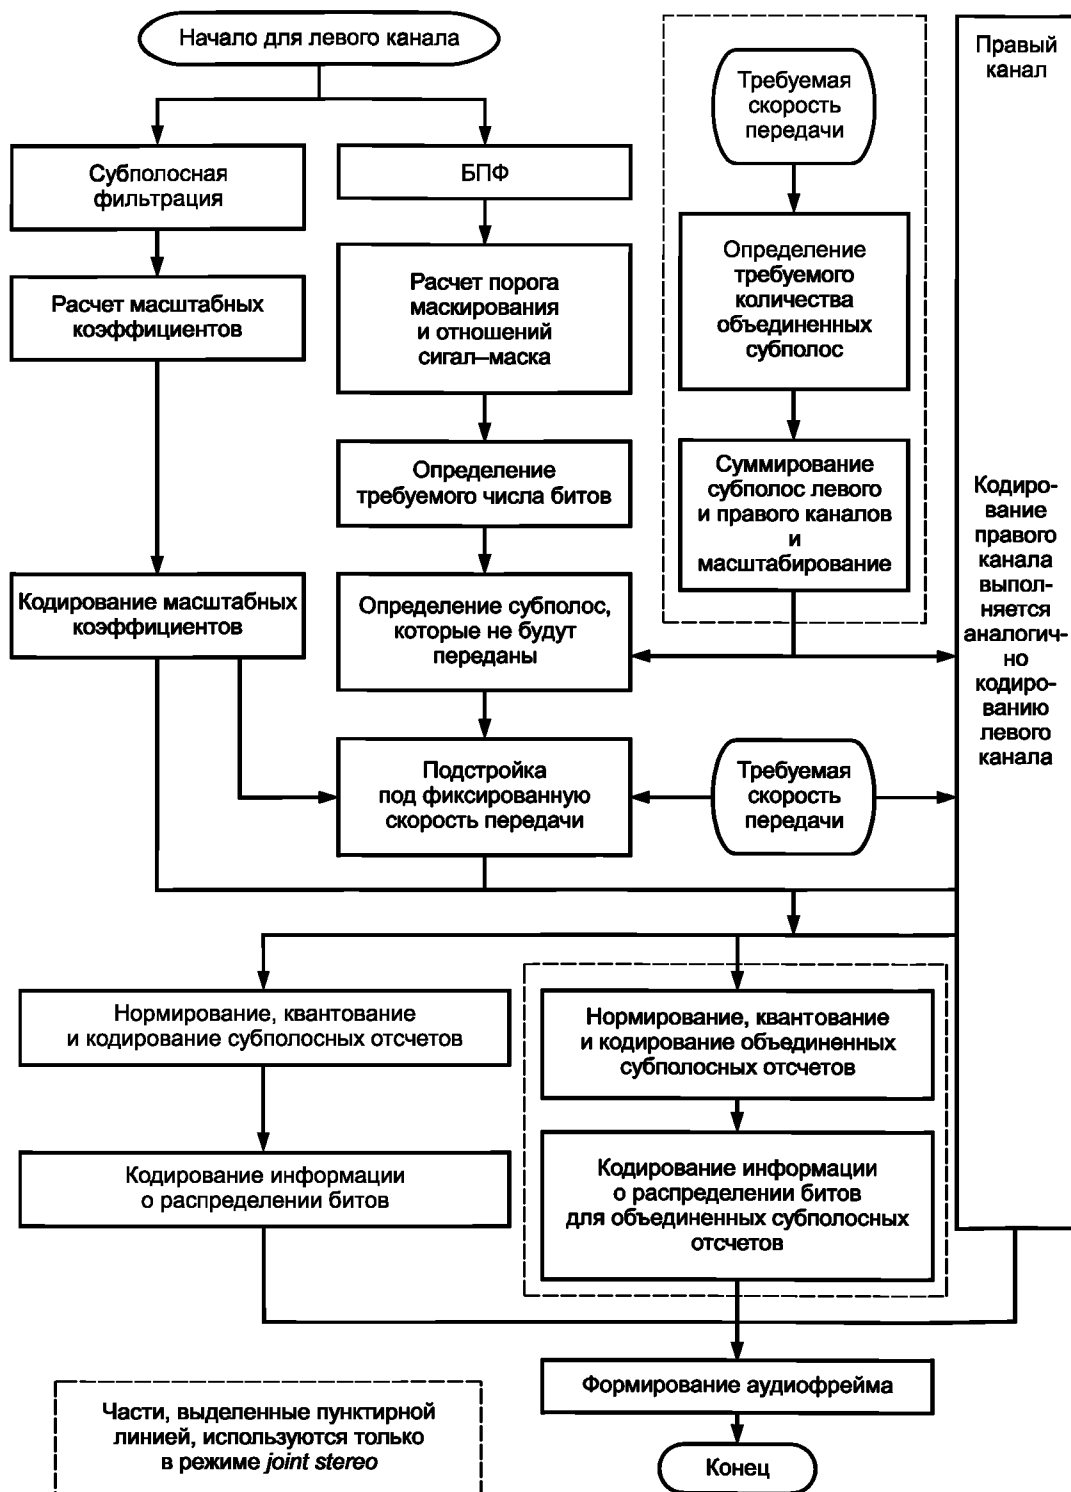 Начало для левого канала
Требуемая
скорость
передачи
Правый
канал
Субполосная
фильтрация
БПФ
Определение
требуемого
количества
объединенных
субполос
Расчет масштабных
коэффициентов
Расчет порога
маскирования
и отношений
сигал–маска
Определение
требуемого числа битов
Суммирование
субполос левого
и правого каналов
и
масштабирование
Кодиро-
вание
правого
канала
выпол-
няется
аналогич-
но
кодиро-
ванию
левого
канала
Кодирование масштабных
коэффициентов
Определение субполос,
которые не будут
переданы
Подстройка
под фиксированную
скорость передачи
Требуемая
скорость
передачи
Нормирование, квантование
и кодирование субполосных отсчетов
Нормирование, квантование
и кодирование объединенных
субполосных отсчетов
Кодирование информации
о распределении битов
Кодирование информации
о распределении битов
для объединенных субполосных
отсчетов
Формирование аудиофрейма
Части, выделенные пунктирной
линией, используются только
в режиме joint stereo
Конец